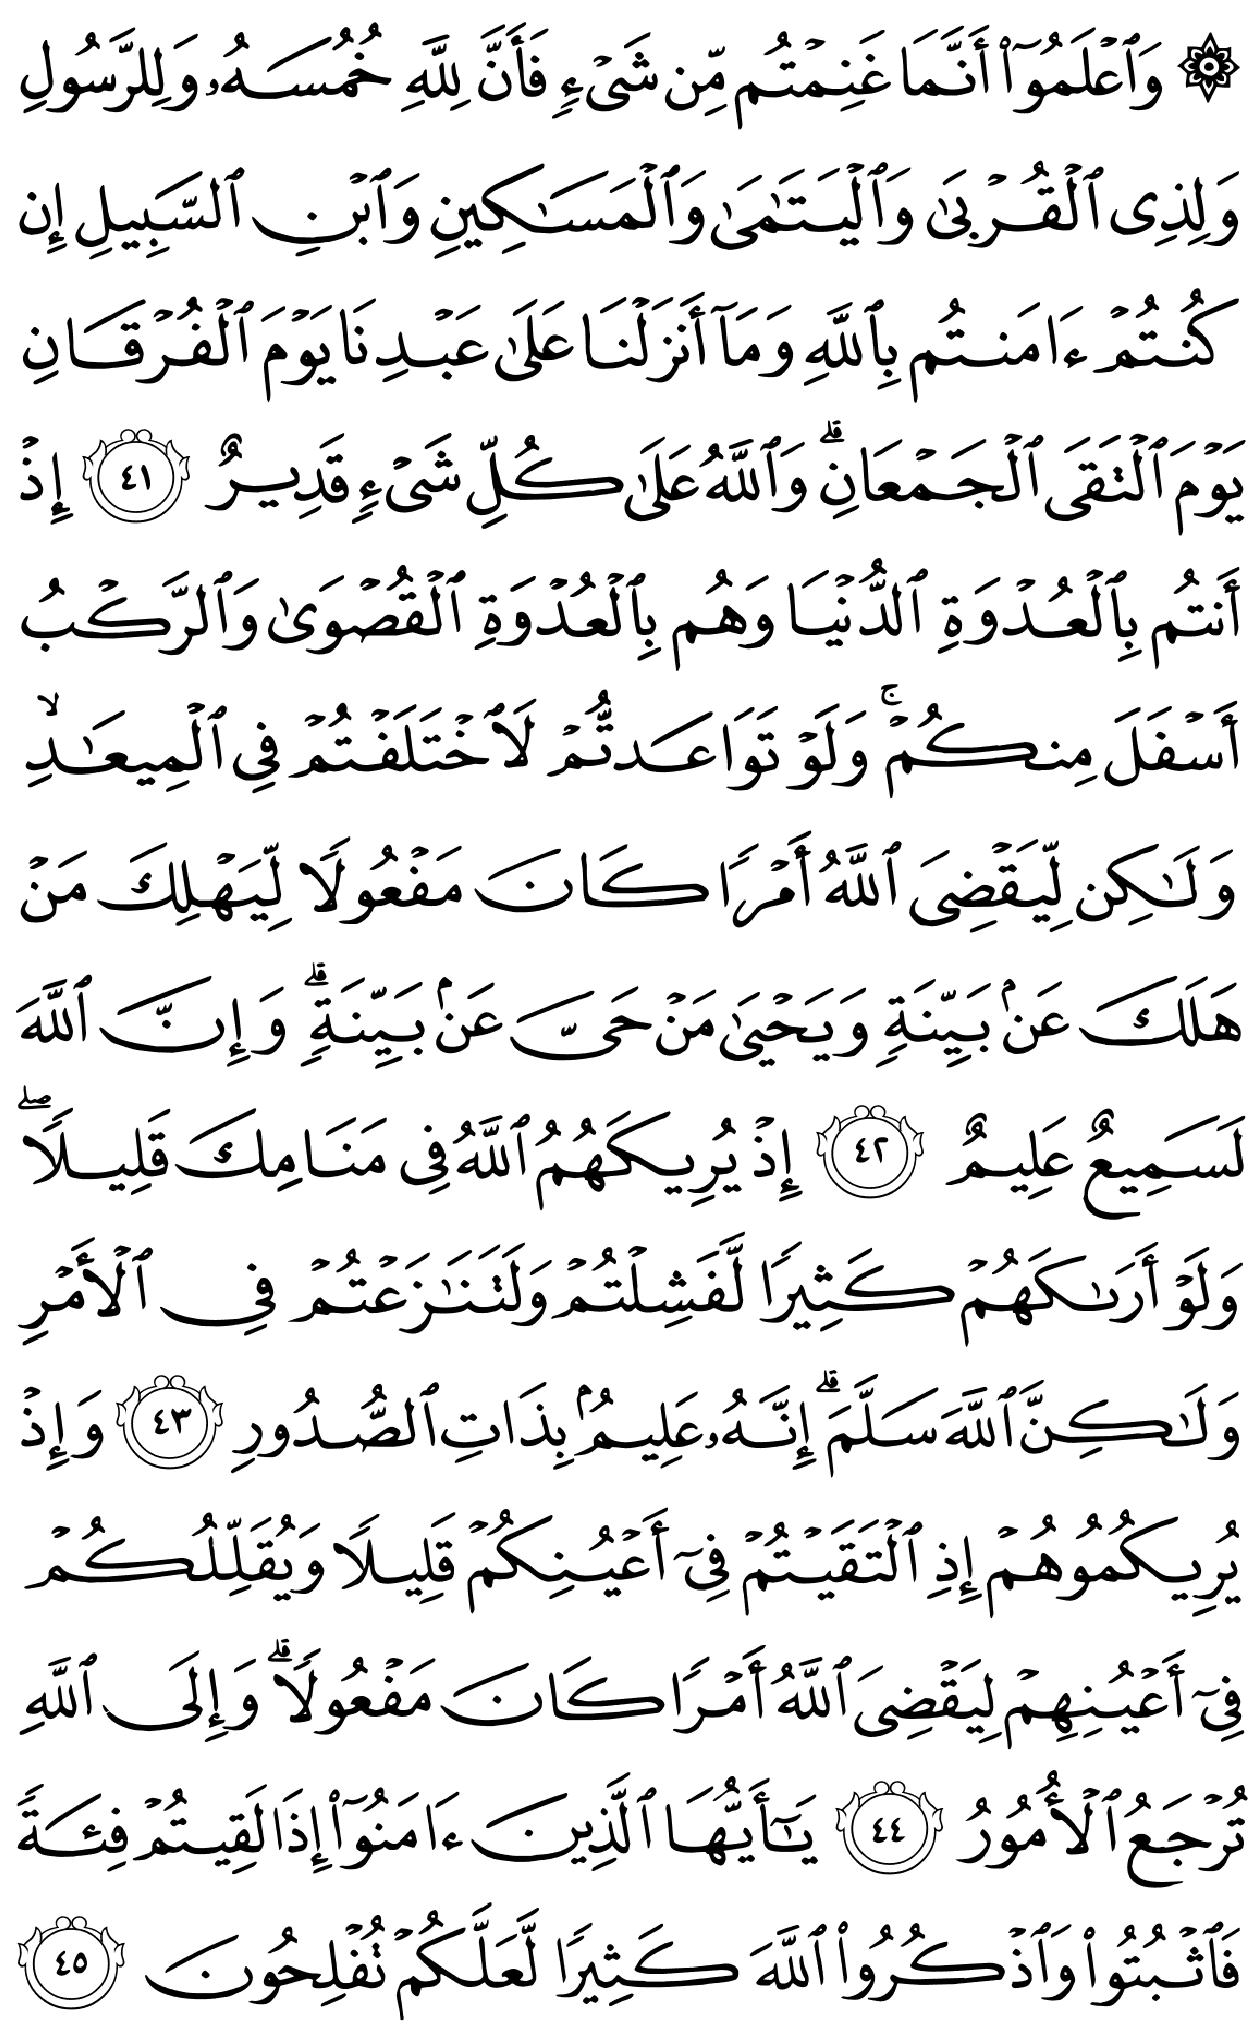 ۞ وَٱعۡلَمُوٓاْ أَنَّمَا غَنِمۡتُم مِّن شَيۡءٖ فَأَنَّ لِلَّهِ خُمُسَهُۥ وَلِلرَّسُولِ
وَلِذِي ٱلۡقُرۡبَىٰ وَٱلۡيَتَٰمَىٰ وَٱلۡمَسَٰكِينِ وَٱبۡنِ ٱلسَّبِيلِ إِن
كُنتُمۡ ءَامَنتُم بِٱللَّهِ وَمَآ أَنزَلۡنَا عَلَىٰ عَبۡدِنَا يَوۡمَ ٱلۡفُرۡقَانِ
يَوۡمَ ٱلۡتَقَى ٱلۡجَمۡعَانِۗ وَٱللَّهُ عَلَىٰ كُلِّ شَيۡءٖ قَدِيرٌ ٤١ إِذۡ
أَنتُم بِٱلۡعُدۡوَةِ ٱلدُّنۡيَا وَهُم بِٱلۡعُدۡوَةِ ٱلۡقُصۡوَىٰ وَٱلرَّكۡبُ
أَسۡفَلَ مِنكُمۡۚ وَلَوۡ تَوَاعَدتُّمۡ لَٱخۡتَلَفۡتُمۡ فِي ٱلۡمِيعَٰدِ ۙ
وَلَٰكِن لِّيَقۡضِيَ ٱللَّهُ أَمۡرٗا كَانَ مَفۡعُولٗا لِّيَهۡلِكَ مَنۡ
هَلَكَ عَنۢ بَيِّنَةٖ وَيَحۡيَىٰ مَنۡ حَيَّ عَنۢ بَيِّنَةٖۗ وَإِنَّ ٱللَّهَ
لَسَمِيعٌ عَلِيمٌ ٤٢ إِذۡ يُرِيكَهُمُ ٱللَّهُ فِي مَنَامِكَ قَلِيلٗاۖ
وَلَوۡ أَرَىٰكَهُمۡ كَثِيرٗا لَّفَشِلۡتُمۡ وَلَتَنَٰزَعۡتُمۡ فِي ٱلۡأَمۡرِ
وَلَٰكِنَّ ٱللَّهَ سَلَّمَۗ إِنَّهُۥ عَلِيمُۢ بِذَاتِ ٱلصُّدُورِ ٤٣ وَإِذۡ
يُرِيكُمُوهُمۡ إِذِ ٱلۡتَقَيۡتُمۡ فِيٓ أَعۡيُنِكُمۡ قَلِيلٗا وَيُقَلِّلُكُمۡ
فِيٓ أَعۡيُنِهِمۡ لِيَقۡضِيَ ٱللَّهُ أَمۡرٗا كَانَ مَفۡعُولٗاۗ وَإِلَى ٱللَّهِ
تُرۡجَعُ ٱلۡأُمُورُ ٤٤ يَٰٓأَيُّهَا ٱلَّذِينَ ءَامَنُوٓاْ إِذَا لَقِيتُمۡ فِئَةٗ
فَٱثۡبُتُواْ وَٱذۡكُرُواْ ٱللَّهَ كَثِيرٗا لَّعَلَّكُمۡ تُفۡلِحُونَ ٤٥